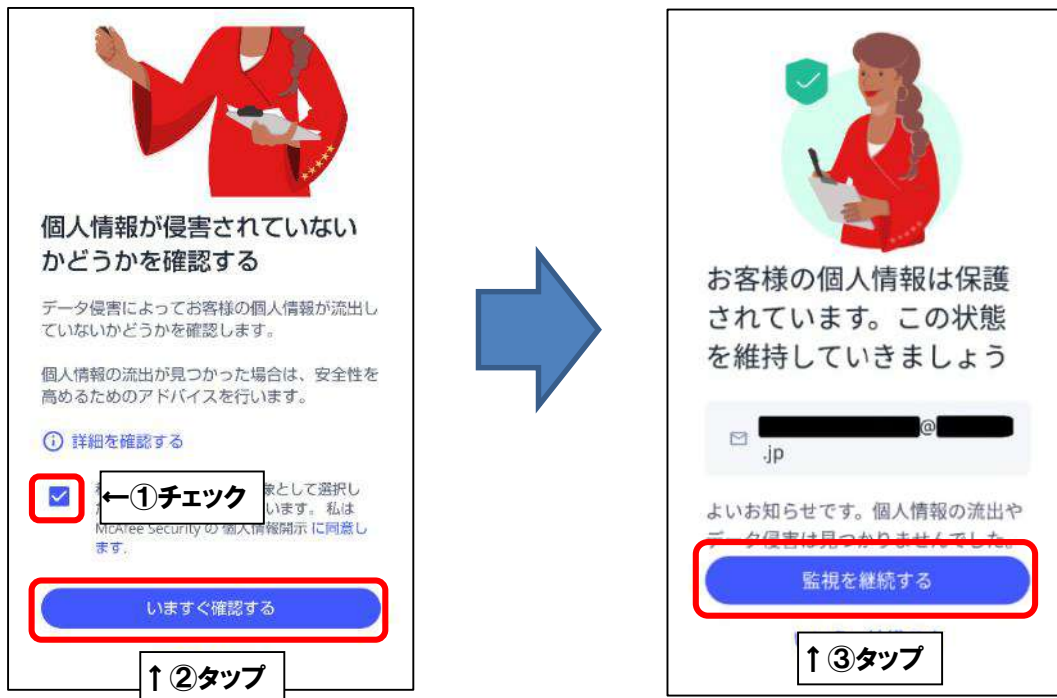 個人情報が侵害されていない
かどうかを確認する
データ侵害によってお客様の個人情報が流出し
ていないかどうかを確認します。
個人情報の流出が見つかった場合は、安全性を
高めるためのアドバイスを行います。
詳細を確認する
←①チェック
象として選択し
います。 私は
McAfee Security の 個人情報開示 に同意し
ます.
いますぐ確認する
↑②タップ
お客様の個人情報は保護
されています。この状態
を維持していきましょう
@
.jp
よいお知らせです。個人情報の流出や
データ侵害は見つかりませんでした。
監視を継続する
↑③タップ